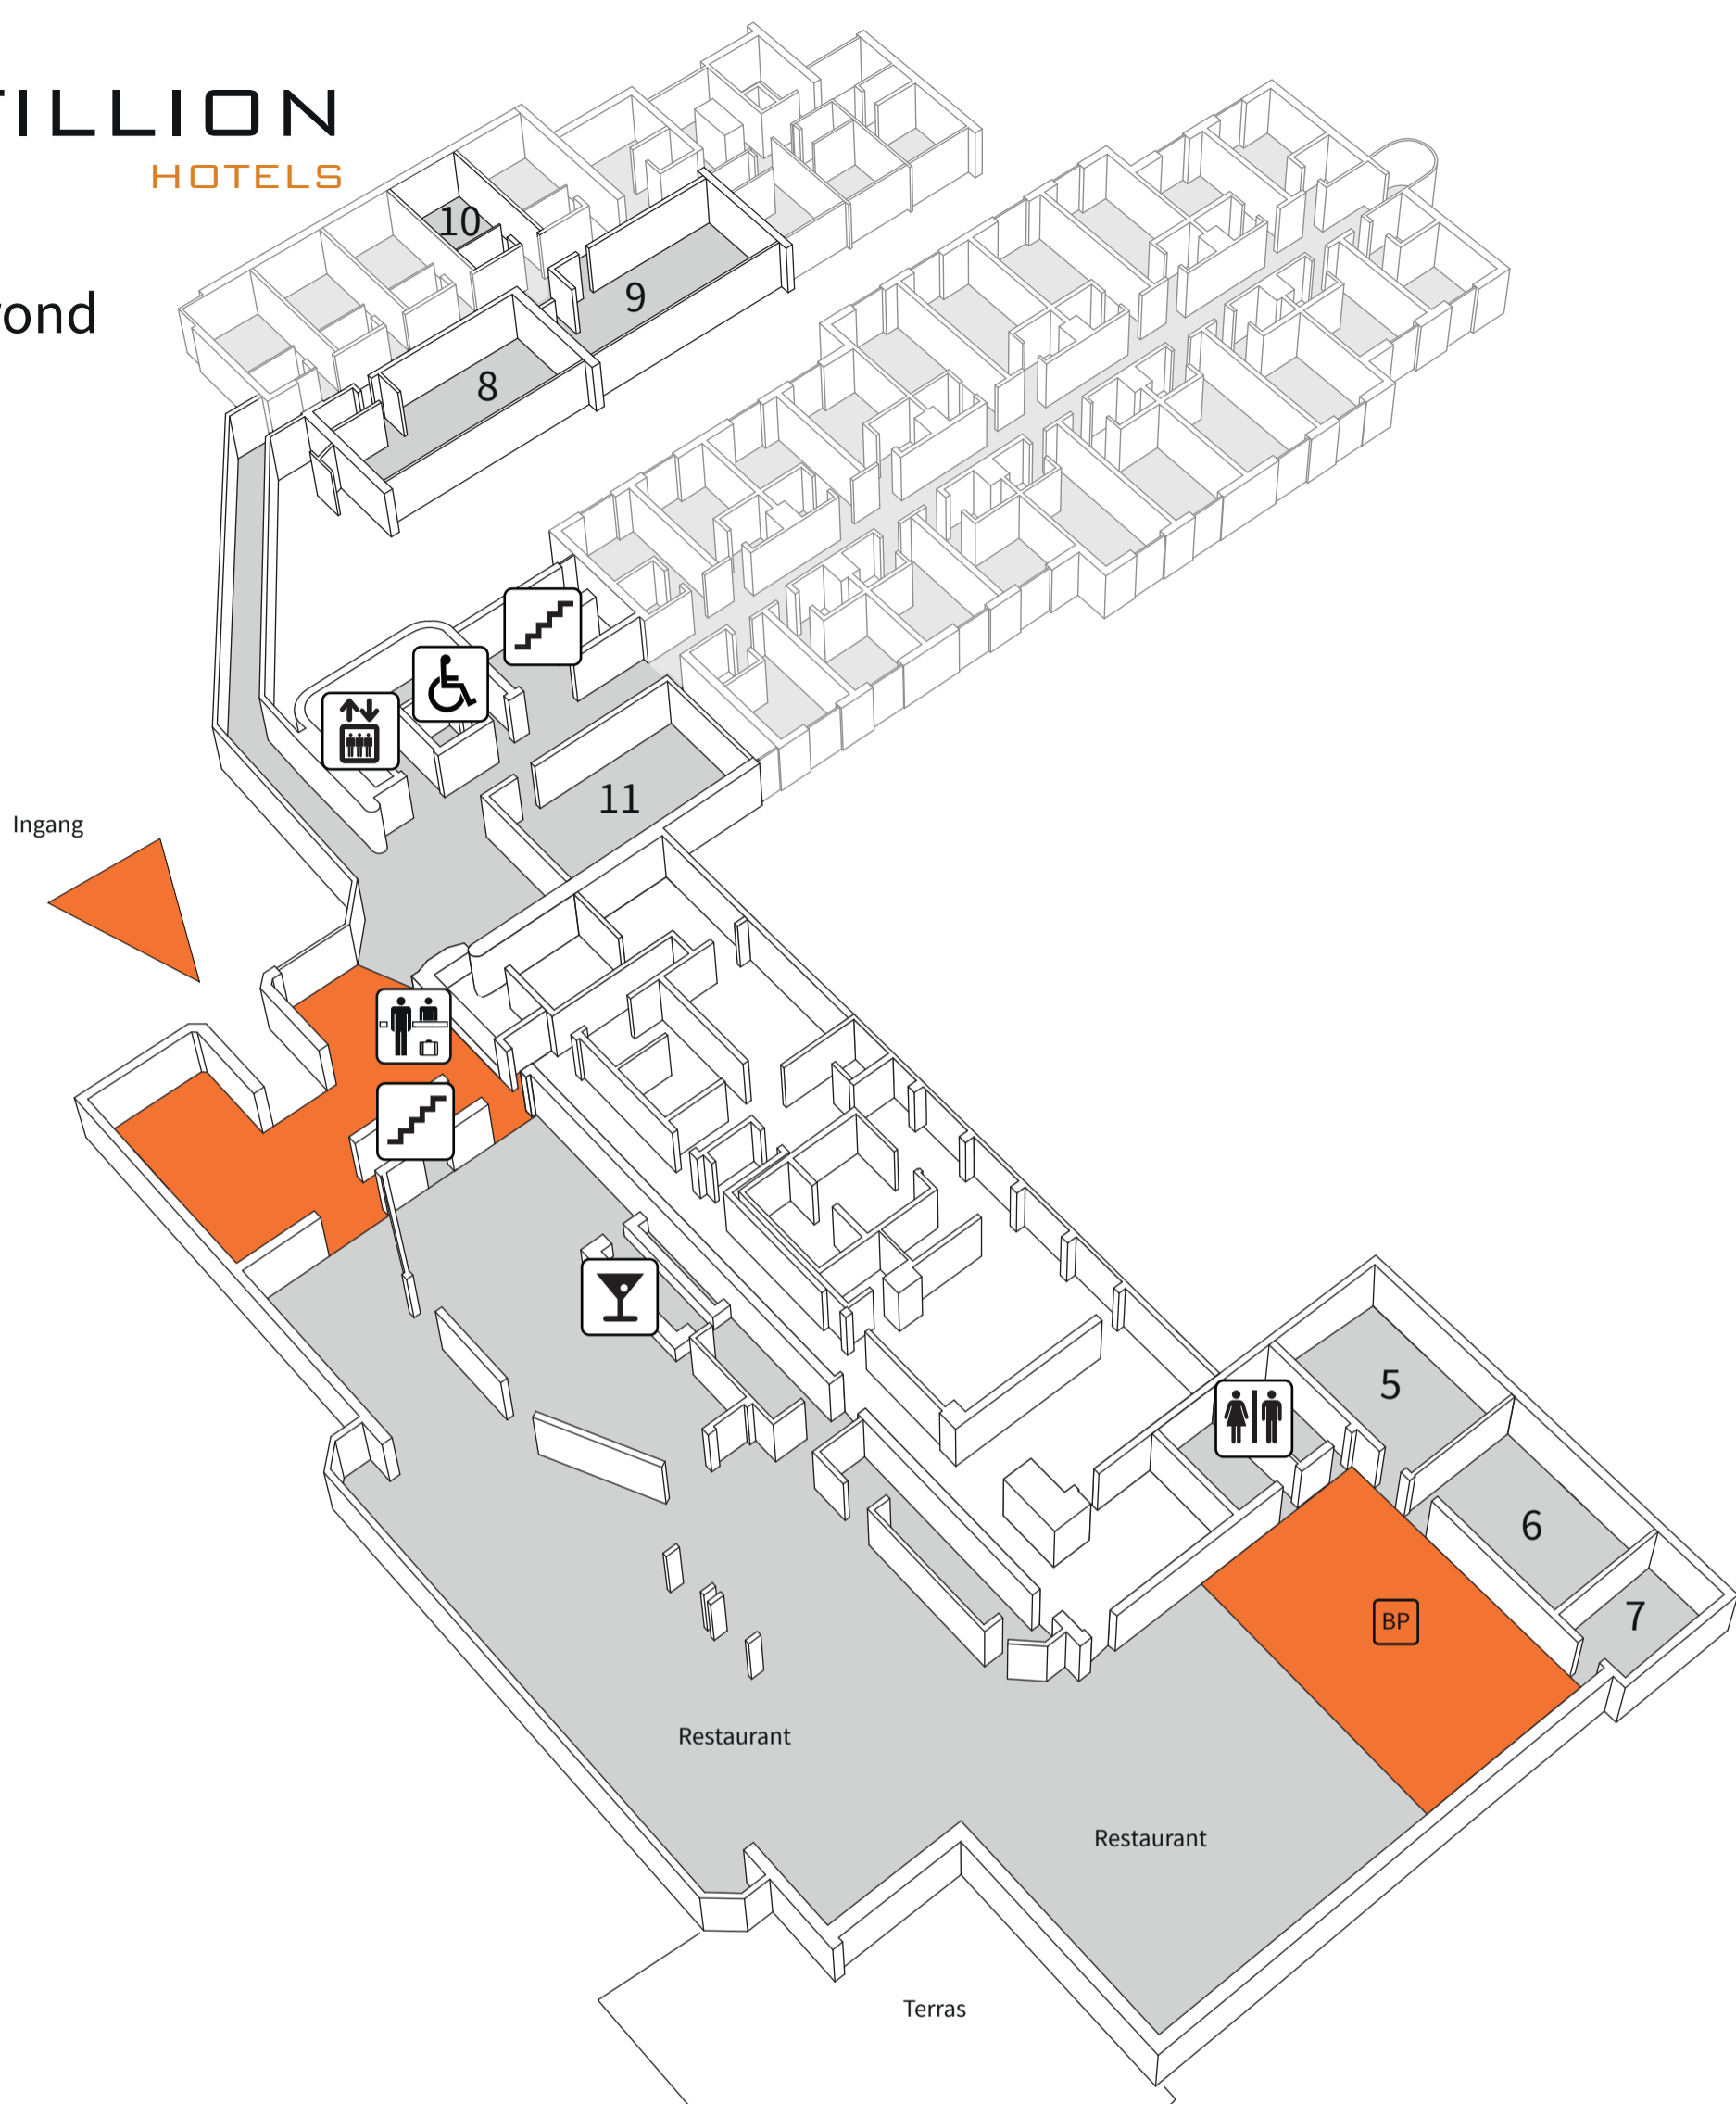 TILLION
HOTELS
ond
10
9
8
11
Ingang
5
6
7
BP
Restaurant
Restaurant
Terras